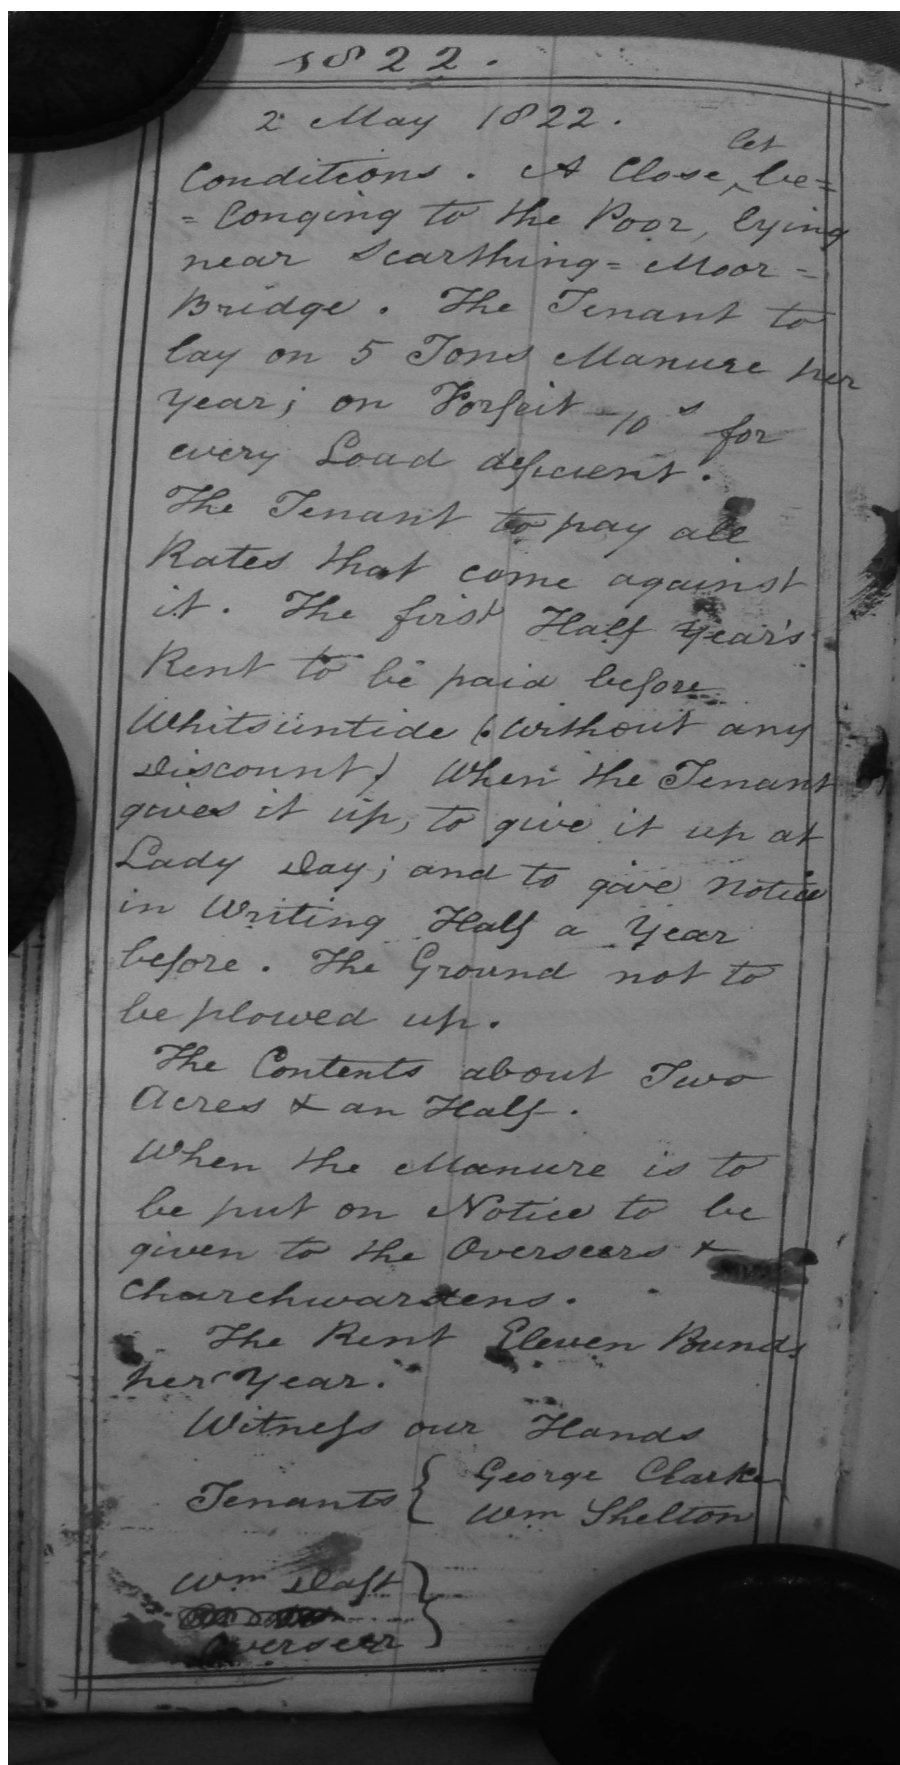 1822.
2 May 1822.
let
Conditions. A Close, ‸ be=
= longing to the Poor, lying
near Scarthing= Moor =
Bridge. The Tenant to
lay on 5 Tons Manure per
year; on Forfeit 10s for
every Load deficient.
The Tenant to pay all
Rates that come against
it. The first Half Year's
Rent to be paid before
Whitsuntide (Without any
Discount) When the Tenant
gives it up, to give it up at
Lady Day; and to give Notice
in Writing Half a Year
before. The Ground not to
be plowed up.
The Contents about Two
Acres & an Half.
When the Manure is to
be put on Notice to be
given to the Overseers &
Churchwardens.
The Rent Eleven Punds
per Year.
Witness our Hands
Tenants { George Clarke
Wm Shelton
Wm Daft }
Overseer